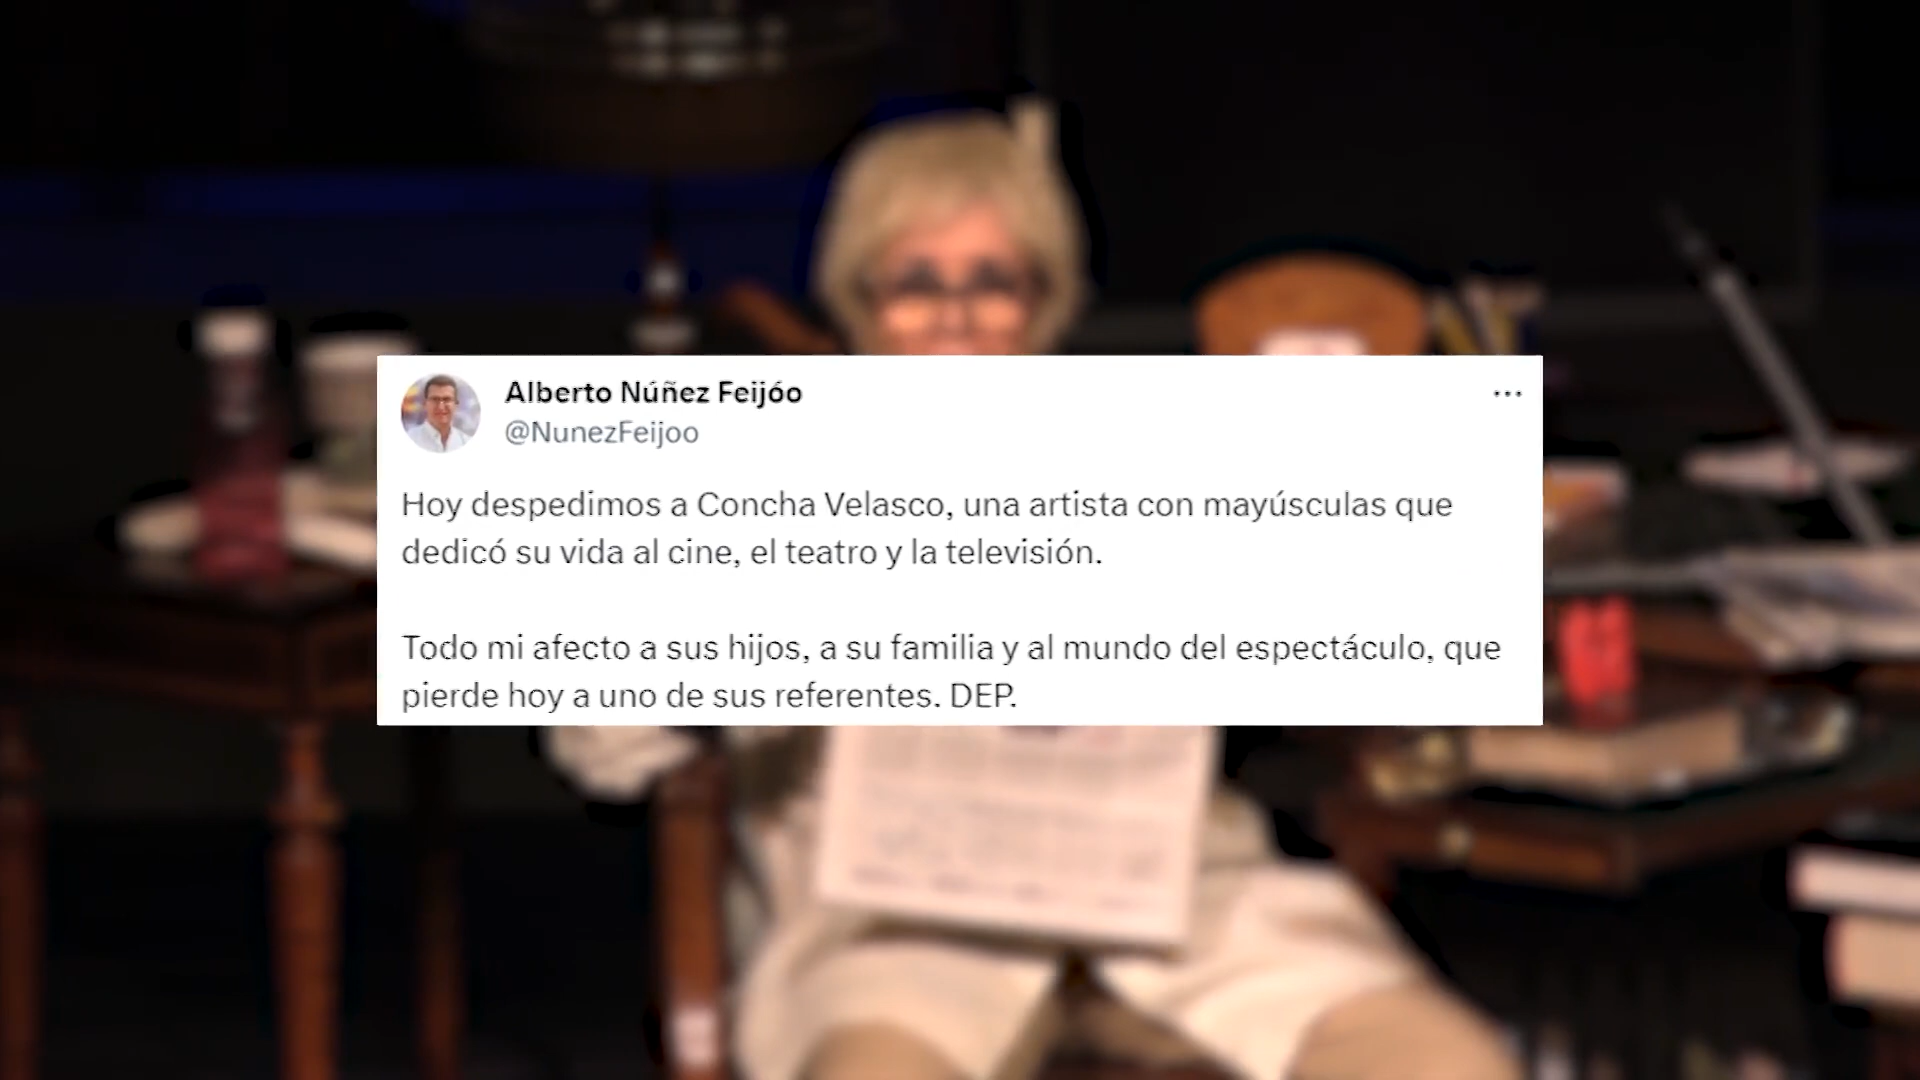 Alberto Núñez Feijóo
@NunezFeijoo
Hoy despedimos a Concha Velasco, una artista con mayúsculas que
dedicó su vida al cine, el teatro y la televisión.
Todo mi afecto a sus hijos, a su familia y al mundo del espectáculo, que
pierde hoy a uno de sus referentes. DEP.